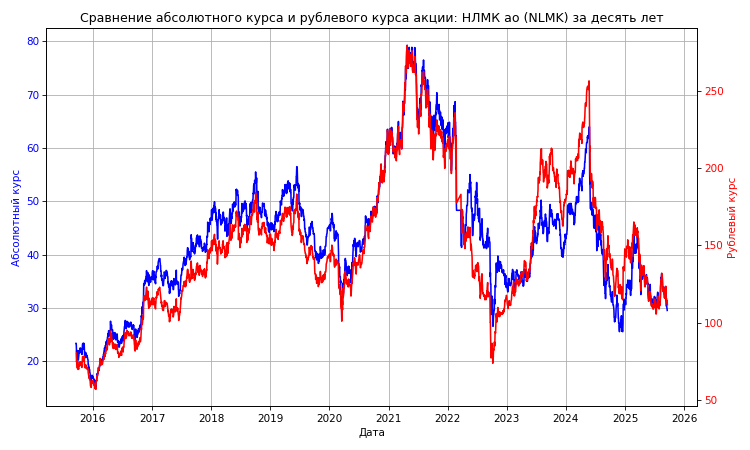 Сравнение абсолютного курса и рублевого курса акции: НЛМК ао (NLMK) за десять лет
80
70
60
50
40
30
20
Абсолютный курс
250
200
150
100
50
Рублевый курс
2016 2017 2018 2019 2020 2021 2022 2023 2024 2025 2026
Дата